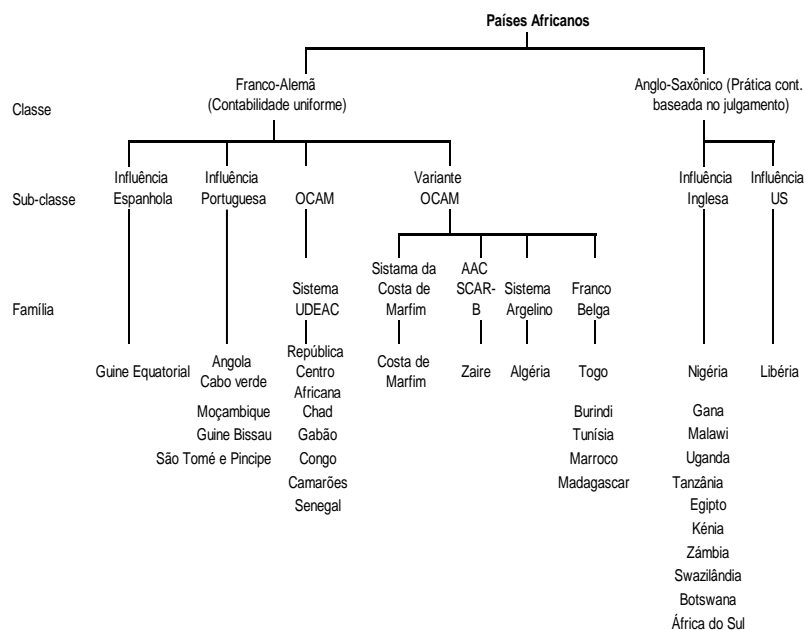 Países Africanos
Classe
Franco-Alemã
(Contabilidade uniforme)
Anglo-Saxônico (Prática cont.
baseada no julgamento)
Sub-classe
Influência
Espanhola
Influência
Portuguesa
OCAM
Variante
OCAM
Influência
Inglesa
Influência
US
Família
Sistema
UDEAC
Sistama da
Costa de
Marfim
AAC
SCAR-
B
Sistema
Argelino
Franco
Belga
Guine Equatorial
Angola
Cabo verde
Moçambique
Guine Bissau
São Tomé e Pincipe
República
Centro
Africana
Chad
Gabão
Congo
Camarões
Senegal
Costa de
Marfim
Zaire
Algéria
Togo
Burindi
Tunísia
Marroco
Madagascar
Nigéria
Gana
Malawi
Uganda
Tanzânia
Egipto
Kénia
Zámbia
Swazilândia
Botswana
África do Sul
Libéria